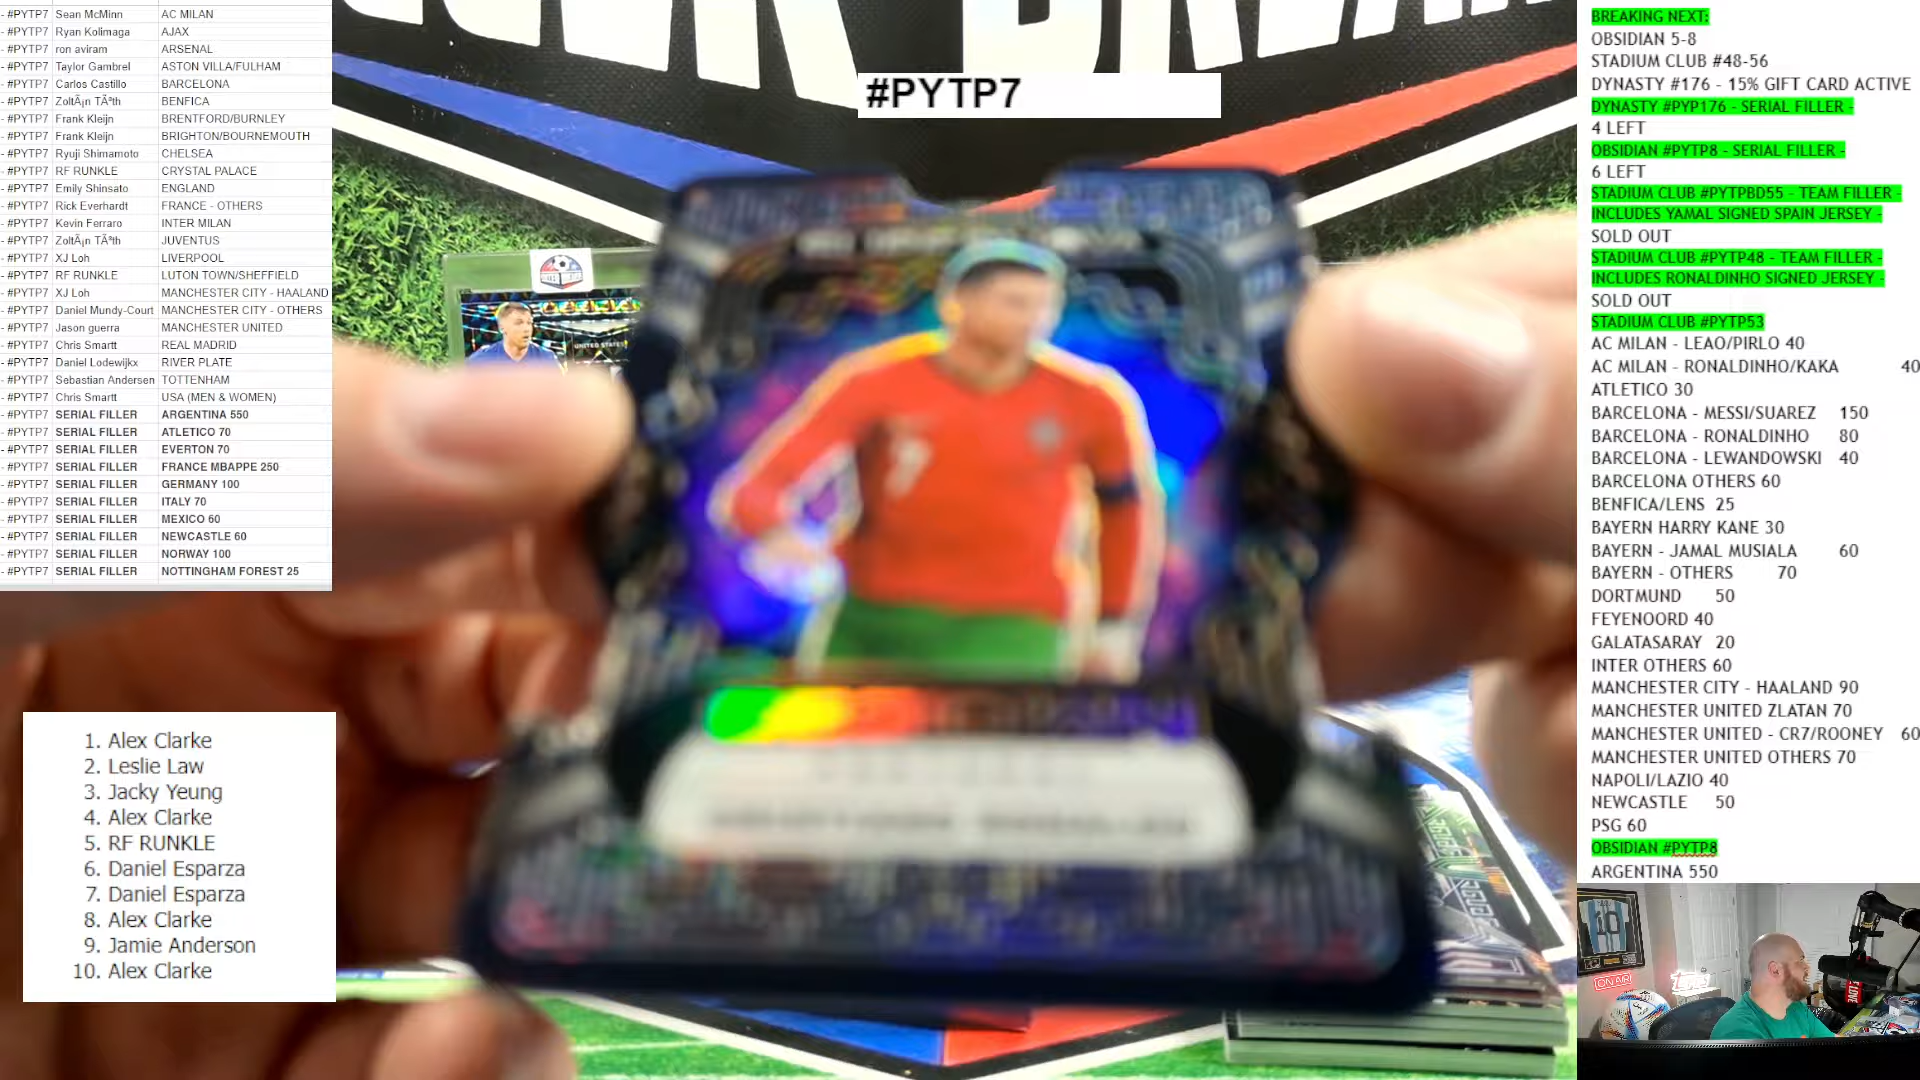 - #PYTP7 Sean McMinn AC MILAN
- #PYTP7 Ryan Kolimaga AJAX
- #PYTP7 ron aviram ARSENAL
- #PYTP7 Taylor Gambrel ASTON VILLA/FULHAM
- #PYTP7 Carlos Castillo BARCELONA
- #PYTP7 ZoltÃ¡n TÃ³th BENFICA
- #PYTP7 Frank Kleijn BRENTFORD/BURNLEY
- #PYTP7 Frank Kleijn BRIGHTON/BOURNEMOUTH
- #PYTP7 Ryuji Shimamoto CHELSEA
- #PYTP7 RF RUNKLE CRYSTAL PALACE
- #PYTP7 Emily Shinsato ENGLAND
- #PYTP7 Rick Everhardt FRANCE - OTHERS
- #PYTP7 Kevin Ferraro INTER MILAN
- #PYTP7 ZoltÃ¡n TÃ³th JUVENTUS
- #PYTP7 XJ Loh LIVERPOOL
- #PYTP7 RF RUNKLE LUTON TOWN/SHEFFIELD
- #PYTP7 XJ Loh MANCHESTER CITY - HAALAND
- #PYTP7 Daniel Mundy-Court MANCHESTER CITY - OTHERS
- #PYTP7 Jason guerra MANCHESTER UNITED
- #PYTP7 Chris Smartt REAL MADRID
- #PYTP7 Daniel Lodewijkx RIVER PLATE
- #PYTP7 Sebastian Andersen TOTTENHAM
- #PYTP7 Chris Smartt USA (MEN & WOMEN)
- #PYTP7 SERIAL FILLER ARGENTINA 550
- #PYTP7 SERIAL FILLER ATLETICO 70
- #PYTP7 SERIAL FILLER EVERTON 70
- #PYTP7 SERIAL FILLER FRANCE MBAPPE 250
- #PYTP7 SERIAL FILLER GERMANY 100
- #PYTP7 SERIAL FILLER ITALY 70
- #PYTP7 SERIAL FILLER MEXICO 60
- #PYTP7 SERIAL FILLER NEWCASTLE 60
- #PYTP7 SERIAL FILLER NORWAY 100
- #PYTP7 SERIAL FILLER NOTTINGHAM FOREST 25
#PYTP7
UNITED STATES
7
1. Alex Clarke
2. Leslie Law
3. Jacky Yeung
4. Alex Clarke
5. RF RUNKLE
6. Daniel Esparza
7. Daniel Esparza
8. Alex Clarke
9. Jamie Anderson
10. Alex Clarke
BREAKING NEXT:
OBSIDIAN 5-8
STADIUM CLUB #48-56
DYNASTY #176 - 15% GIFT CARD ACTIVE
DYNASTY #PYP176 - SERIAL FILLER -
4 LEFT
OBSIDIAN #PYTP8 - SERIAL FILLER -
6 LEFT
STADIUM CLUB #PYTPBD55 - TEAM FILLER -
INCLUDES YAMAL SIGNED SPAIN JERSEY -
SOLD OUT
STADIUM CLUB #PYTP48 - TEAM FILLER -
INCLUDES RONALDINHO SIGNED JERSEY -
SOLD OUT
STADIUM CLUB #PYTP53
AC MILAN - LEAO/PIRLO 40
AC MILAN - RONALDINHO/KAKA 40
ATLETICO 30
BARCELONA - MESSI/SUAREZ 150
BARCELONA - RONALDINHO 80
BARCELONA - LEWANDOWSKI 40
BARCELONA OTHERS 60
BENFICA/LENS 25
BAYERN HARRY KANE 30
BAYERN - JAMAL MUSIALA 60
BAYERN - OTHERS 70
DORTMUND 50
FEYENOORD 40
GALATASARAY 20
INTER OTHERS 60
MANCHESTER CITY - HAALAND 90
MANCHESTER UNITED ZLATAN 70
MANCHESTER UNITED - CR7/ROONEY 60
MANCHESTER UNITED OTHERS 70
NAPOLI/LAZIO 40
NEWCASTLE 50
PSG 60
OBSIDIAN #PYTP8
ARGENTINA 550
10
ON AIR
Topps
LOVE